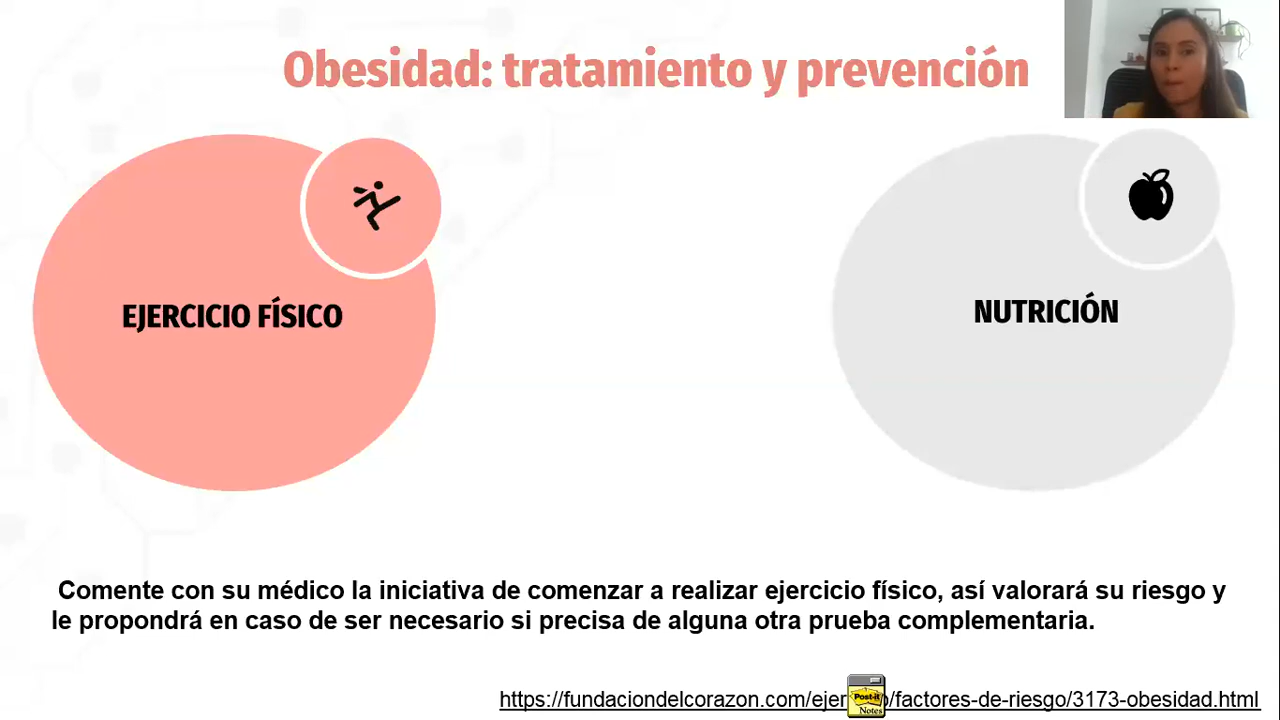 Obesidad: tratamiento y prevención
EJERCICIO FÍSICO
NUTRICIÓN
Comente con su médico la iniciativa de comenzar a realizar ejercicio físico, así valorará su riesgo y
le propondrá en caso de ser necesario si precisa de alguna otra prueba complementaria.
https://fundaciondelcorazon.com/ejer o/factores-de-riesgo/3173-obesidad.html
Post-it
Notes